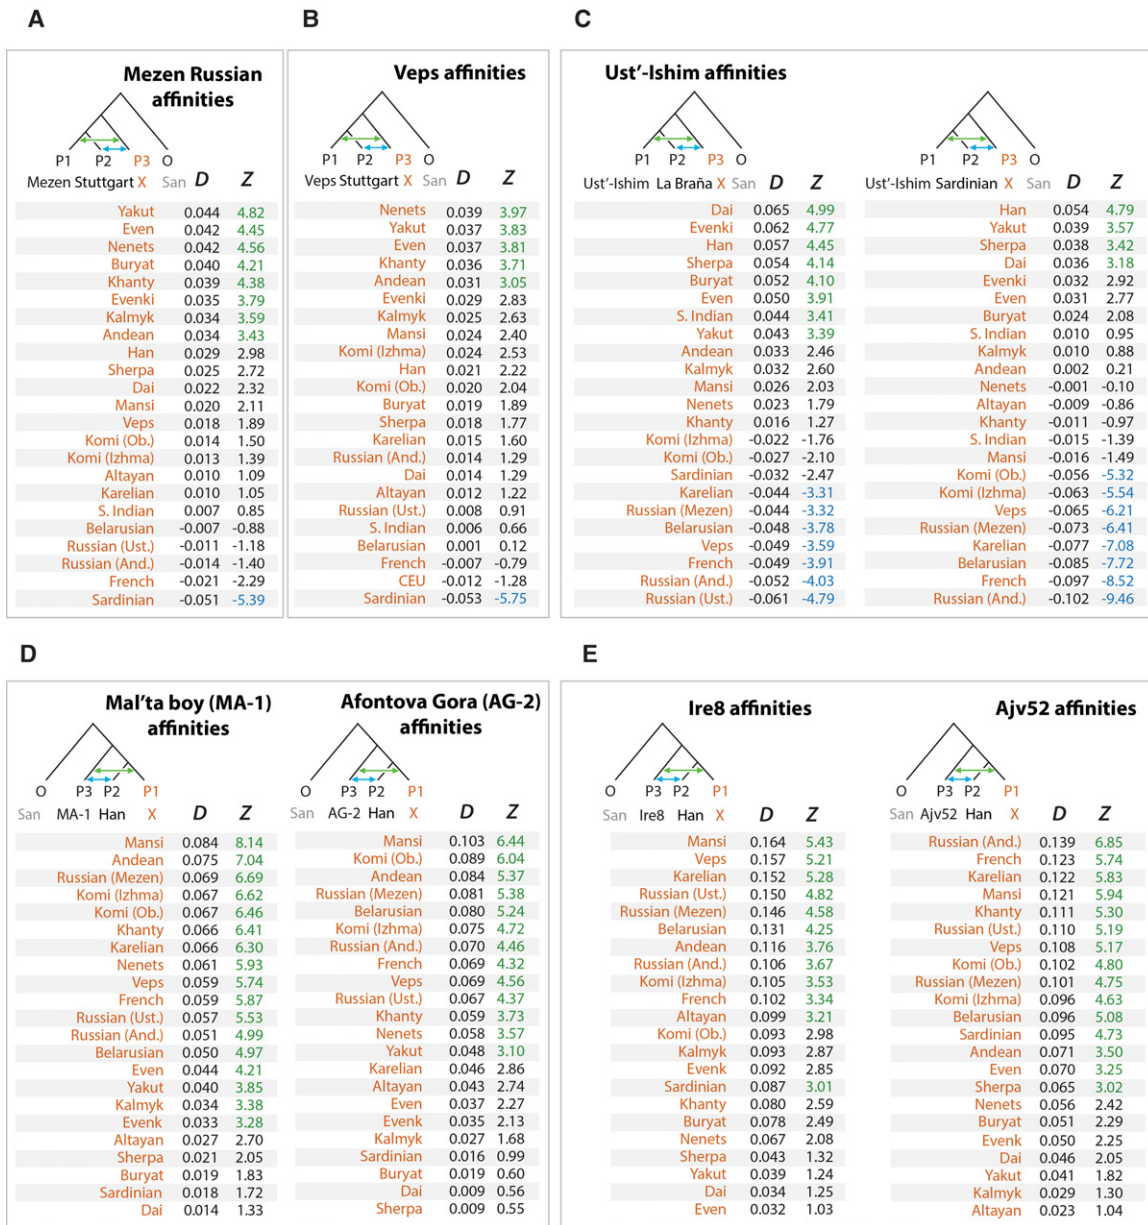 A
B
C
Mezen Russian
affinities
P1 P2 P3 O
Mezen Stuttgart X San D Z
Yakut 0.044 4.82
Even 0.042 4.45
Nenets 0.042 4.56
Buryat 0.040 4.21
Khanty 0.039 4.38
Evenki 0.035 3.79
Kalmyk 0.034 3.59
Andean 0.034 3.43
Han 0.029 2.98
Sherpa 0.025 2.72
Dai 0.022 2.32
Mansi 0.020 2.11
Veps 0.018 1.89
Komi (Ob.) 0.014 1.50
Komi (Izhma) 0.013 1.39
Altayan 0.010 1.09
Karelian 0.010 1.05
S. Indian 0.007 0.85
Belarusian -0.007 -0.88
Russian (Ust.) -0.011 -1.18
Russian (And.) -0.014 -1.40
French -0.021 -2.29
Sardinian -0.051 -5.39
Veps affinities
P1 P2 P3 O
Veps Stuttgart X San D Z
Nenets 0.039 3.97
Yakut 0.037 3.83
Even 0.037 3.81
Khanty 0.036 3.71
Andean 0.031 3.05
Evenki 0.029 2.83
Kalmyk 0.025 2.63
Mansi 0.024 2.40
Komi (Izhma) 0.024 2.53
Han 0.021 2.22
Komi (Ob.) 0.020 2.04
Buryat 0.019 1.89
Sherpa 0.018 1.77
Karelian 0.015 1.60
Russian (And.) 0.014 1.29
Dai 0.014 1.29
Altayan 0.012 1.22
Russian (Ust.) 0.008 0.91
S. Indian 0.006 0.66
Belarusian 0.001 0.12
French -0.007 -0.79
CEU -0.012 -1.28
Sardinian -0.053 -5.75
Ust'-Ishim affinities
P1 P2 P3 O
Ust'-Ishim La Braña X San D Z
Dai 0.065 4.99
Evenki 0.062 4.77
Han 0.057 4.45
Sherpa 0.054 4.14
Buryat 0.052 4.10
Even 0.050 3.91
S. Indian 0.044 3.41
Yakut 0.043 3.39
Andean 0.033 2.46
Kalmyk 0.032 2.60
Mansi 0.026 2.03
Nenets 0.023 1.79
Khanty 0.016 1.27
Komi (Izhma) -0.022 -1.76
Komi (Ob.) -0.027 -2.10
Sardinian -0.032 -2.47
Karelian -0.044 -3.31
Russian (Mezen) -0.044 -3.32
Belarusian -0.048 -3.78
Veps -0.049 -3.59
French -0.049 -3.91
Russian (And.) -0.052 -4.03
Russian (Ust.) -0.061 -4.79
P1 P2 P3 O
Ust'-Ishim Sardinian X San D Z
Han 0.054 4.79
Yakut 0.039 3.57
Sherpa 0.038 3.42
Dai 0.036 3.18
Evenki 0.032 2.92
Even 0.031 2.77
Buryat 0.024 2.08
S. Indian 0.010 0.95
Kalmyk 0.010 0.88
Andean 0.002 0.21
Nenets -0.001 -0.10
Altayan -0.009 -0.86
Khanty -0.011 -0.97
S. Indian -0.015 -1.39
Mansi -0.016 -1.49
Komi (Ob.) -0.056 -5.32
Komi (Izhma) -0.063 -5.54
Veps -0.065 -6.21
Russian (Mezen) -0.073 -6.41
Karelian -0.077 -7.08
Belarusian -0.085 -7.72
French -0.097 -8.52
Russian (And.) -0.102 -9.46
D
E
Mal'ta boy (MA-1)
affinities
O P3 P2 P1
San MA-1 Han X D Z
Mansi 0.084 8.14
Andean 0.075 7.04
Russian (Mezen) 0.069 6.69
Komi (Izhma) 0.067 6.62
Komi (Ob.) 0.067 6.46
Khanty 0.066 6.41
Karelian 0.066 6.30
Nenets 0.061 5.93
Veps 0.059 5.74
French 0.059 5.87
Russian (Ust.) 0.057 5.53
Russian (And.) 0.051 4.99
Belarusian 0.050 4.97
Even 0.044 4.21
Yakut 0.040 3.85
Kalmyk 0.034 3.38
Evenk 0.033 3.28
Altayan 0.027 2.70
Sherpa 0.021 2.05
Buryat 0.019 1.83
Sardinian 0.018 1.72
Dai 0.014 1.33
Afontova Gora (AG-2)
affinities
O P3 P2 P1
San AG-2 Han X D Z
Mansi 0.103 6.44
Komi (Ob.) 0.089 6.04
Andean 0.084 5.37
Russian (Mezen) 0.081 5.38
Belarusian 0.080 5.24
Komi (Izhma) 0.075 4.72
Russian (And.) 0.070 4.46
French 0.069 4.32
Veps 0.069 4.56
Russian (Ust.) 0.067 4.37
Khanty 0.059 3.73
Nenets 0.058 3.57
Yakut 0.048 3.10
Karelian 0.046 2.86
Altayan 0.043 2.74
Even 0.037 2.27
Evenk 0.035 2.13
Kalmyk 0.027 1.68
Sardinian 0.016 0.99
Buryat 0.019 0.60
Dai 0.009 0.56
Sherpa 0.009 0.55
Ire8 affinities
O P3 P2 P1
San Ire8 Han X D Z
Mansi 0.164 5.43
Veps 0.157 5.21
Karelian 0.152 5.28
Russian (Ust.) 0.150 4.82
Russian (Mezen) 0.146 4.58
Belarusian 0.131 4.25
Andean 0.116 3.76
Russian (And.) 0.106 3.67
Komi (Izhma) 0.105 3.53
French 0.102 3.34
Altayan 0.099 3.21
Komi (Ob.) 0.093 2.98
Kalmyk 0.093 2.87
Evenk 0.092 2.85
Sardinian 0.087 3.01
Khanty 0.080 2.59
Buryat 0.078 2.49
Nenets 0.067 2.08
Sherpa 0.043 1.32
Yakut 0.039 1.24
Dai 0.034 1.25
Even 0.032 1.03
Ajv52 affinities
O P3 P2 P1
San Ajv52 Han X D Z
Russian (And.) 0.139 6.85
French 0.123 5.74
Karelian 0.122 5.83
Mansi 0.121 5.94
Khanty 0.111 5.30
Russian (Ust.) 0.110 5.19
Veps 0.108 5.17
Komi (Ob.) 0.102 4.80
Russian (Mezen) 0.101 4.75
Komi (Izhma) 0.096 4.63
Belarusian 0.096 5.08
Sardinian 0.095 4.73
Andean 0.071 3.50
Even 0.070 3.25
Sherpa 0.065 3.02
Nenets 0.056 2.42
Buryat 0.051 2.29
Evenk 0.050 2.25
Dai 0.046 2.05
Yakut 0.041 1.82
Kalmyk 0.029 1.30
Altayan 0.023 1.04